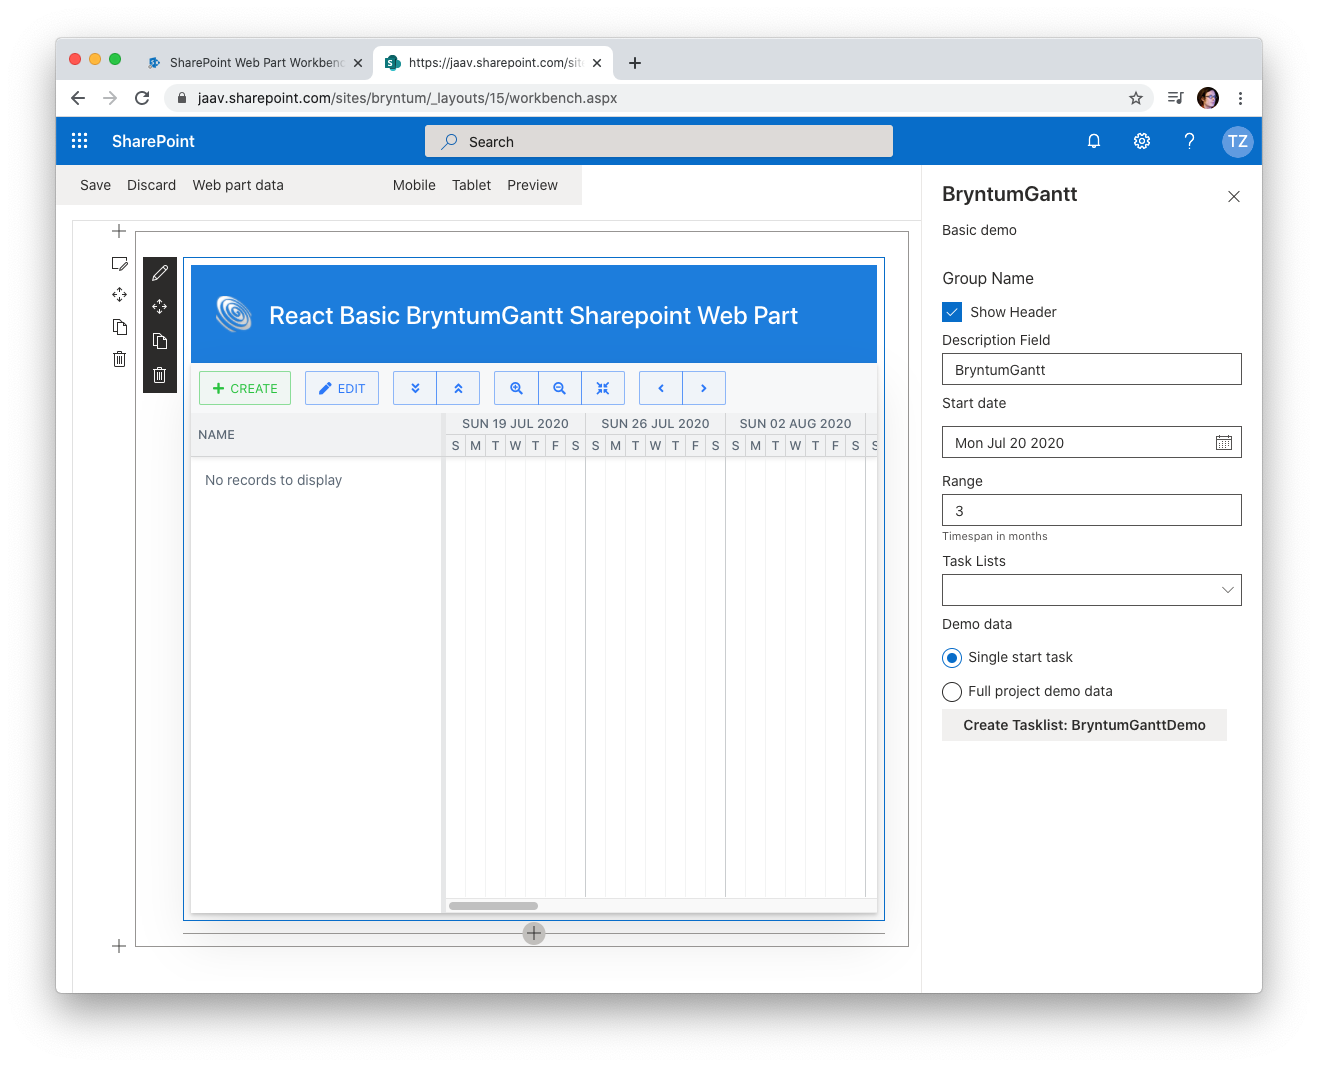 SharePoint Web Part Workbenc
https://jaav.sharepoint.com/sit
jaav.sharepoint.com/sites/bryntum/_layouts/15/workbench.aspx
SharePoint
Search
TZ
Save Discard Web part data Mobile Tablet Preview
React Basic BryntumGantt Sharepoint Web Part
CREATE EDIT
NAME
SUN 19 JUL 2020 SUN 26 JUL 2020 SUN 02 AUG 2020
S M T W T F S S M T W T F S S M T W T F S S
No records to display
BryntumGantt
Basic demo
Group Name
Show Header
Description Field
BryntumGantt
Start date
Mon Jul 20 2020
Range
3
Timespan in months
Task Lists
Demo data
Single start task
Full project demo data
Create Tasklist: BryntumGanttDemo